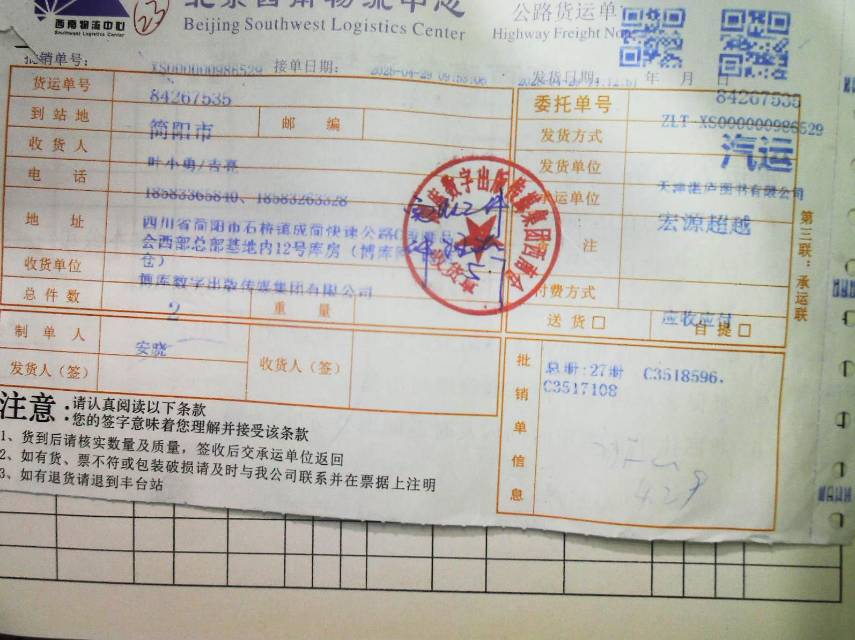 西南物流中心
Southwest Logistics Center
23
北京西南物流中心
Beijing Southwest Logistics Center
公路货运单
Highway Freight
批销单号: XS000000986529 接单日期: 2025-04-29 09:53:06 发货日期: 年 月 日
货运单号 84267535
委托单号 84267535
ZLT-XS000000986529
到站地 简阳市 邮编
发货方式 汽运
收货人 叶小勇/吉亮
发货单位 天津湛庐图书有限公司
电话 18583365840、18583263528
承运单位 宏源超越
地址 四川省简阳市石桥镇成简快速公路
会西部总部基地内12号库房(博库
仓)
注
收货单位 博库数字出版传媒集团有限公司
付费方式 应收应付
总件数 2 重量
送货□ 自提□
制单人 安晓
收货人(签)
发货人(签)
批销单信息
总册:27册 C3518596.
C3517108
4.29
第三联:承运联
注意:请认真阅读以下条款
您的签字意味着您理解并接受该条款
1、货到后请核实数量及质量,签收后交承运单位返回
2、如有货、票不符或包装破损请及时与我公司联系并在票据上注明
3、如有退货请退到丰台站